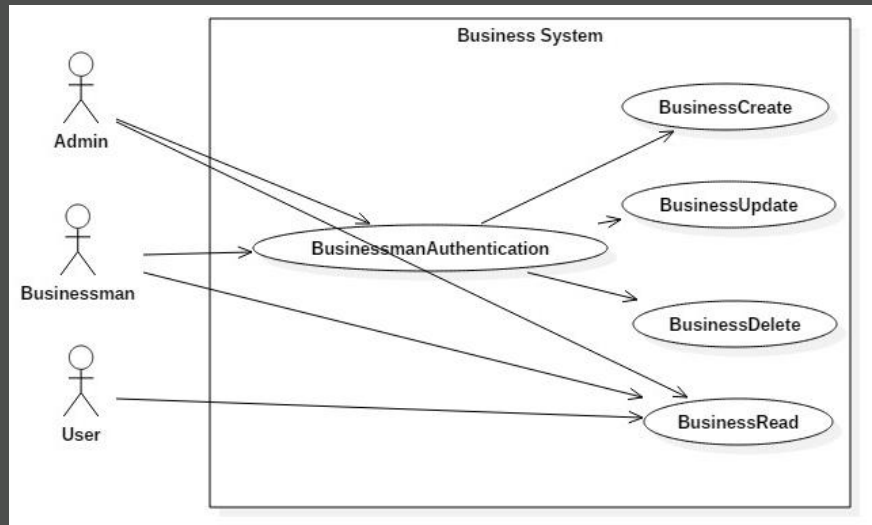 Business System
Admin
Businessman
User
BusinessmanAuthentication
BusinessCreate
BusinessUpdate
BusinessDelete
BusinessRead